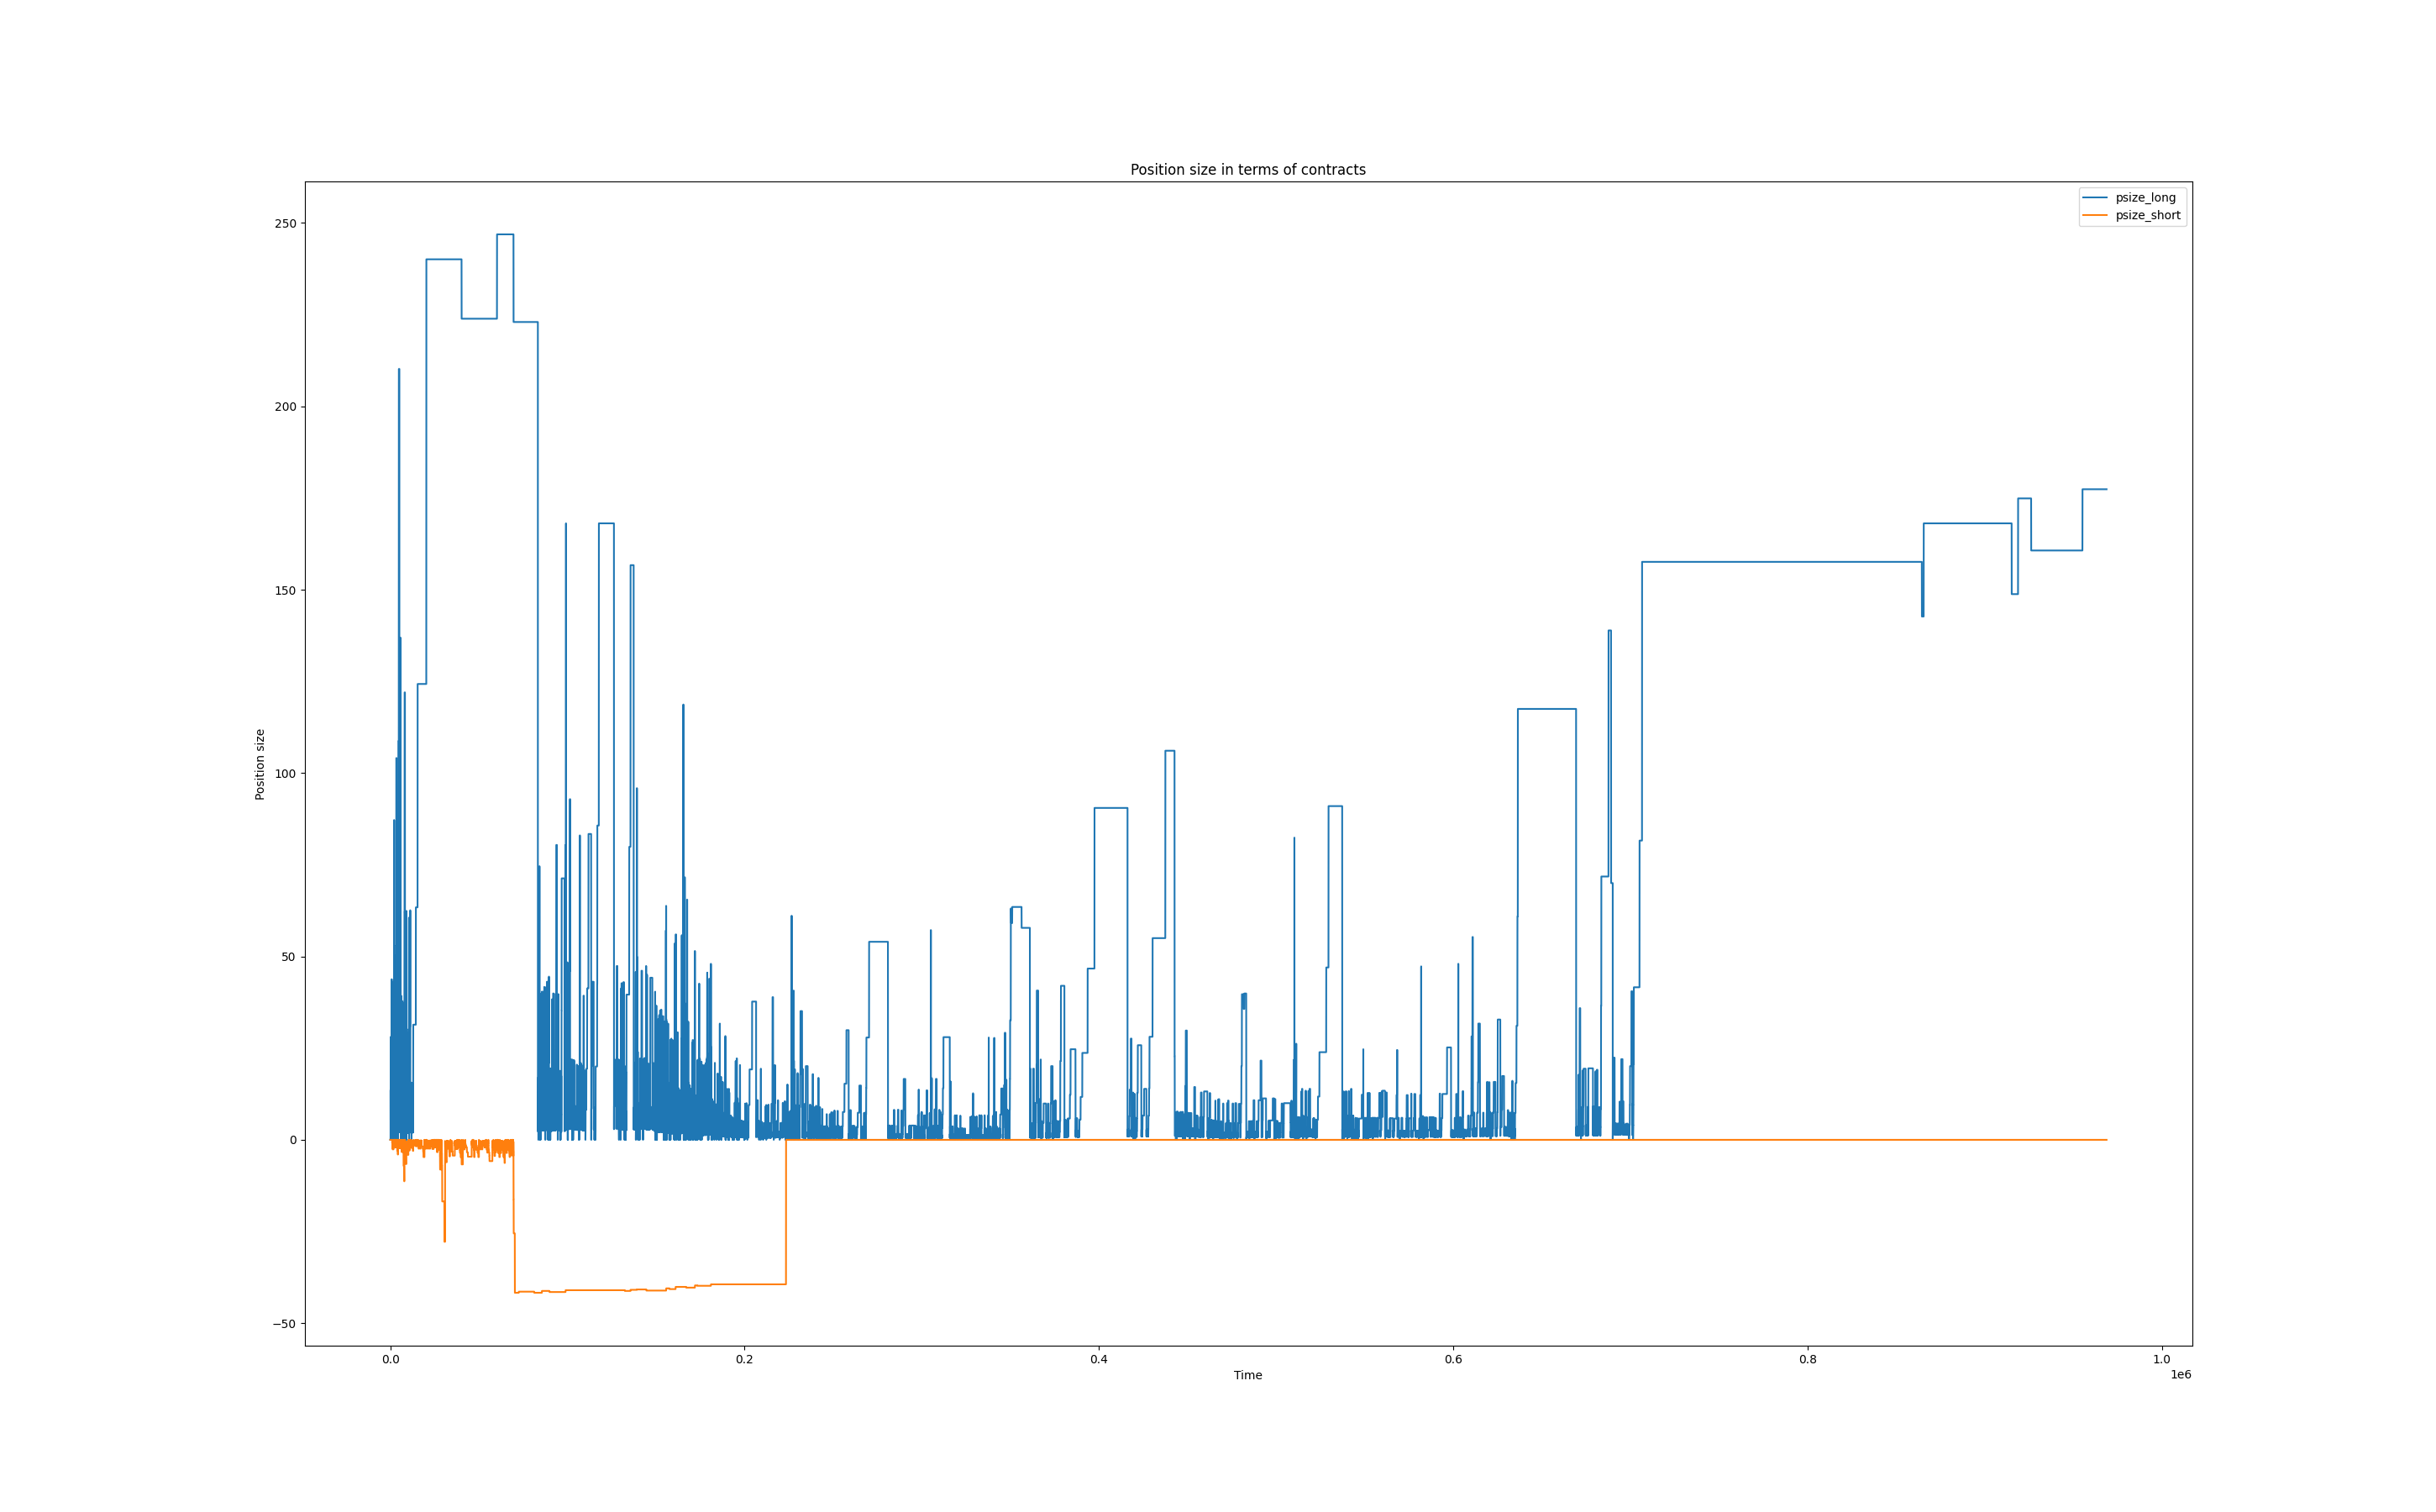 Position size in terms of contracts
psize_long
psize_short
250
200
150
100
50
0
−50
Position size
0.0
0.2
0.4
0.6
0.8
1.0
1e6
Time